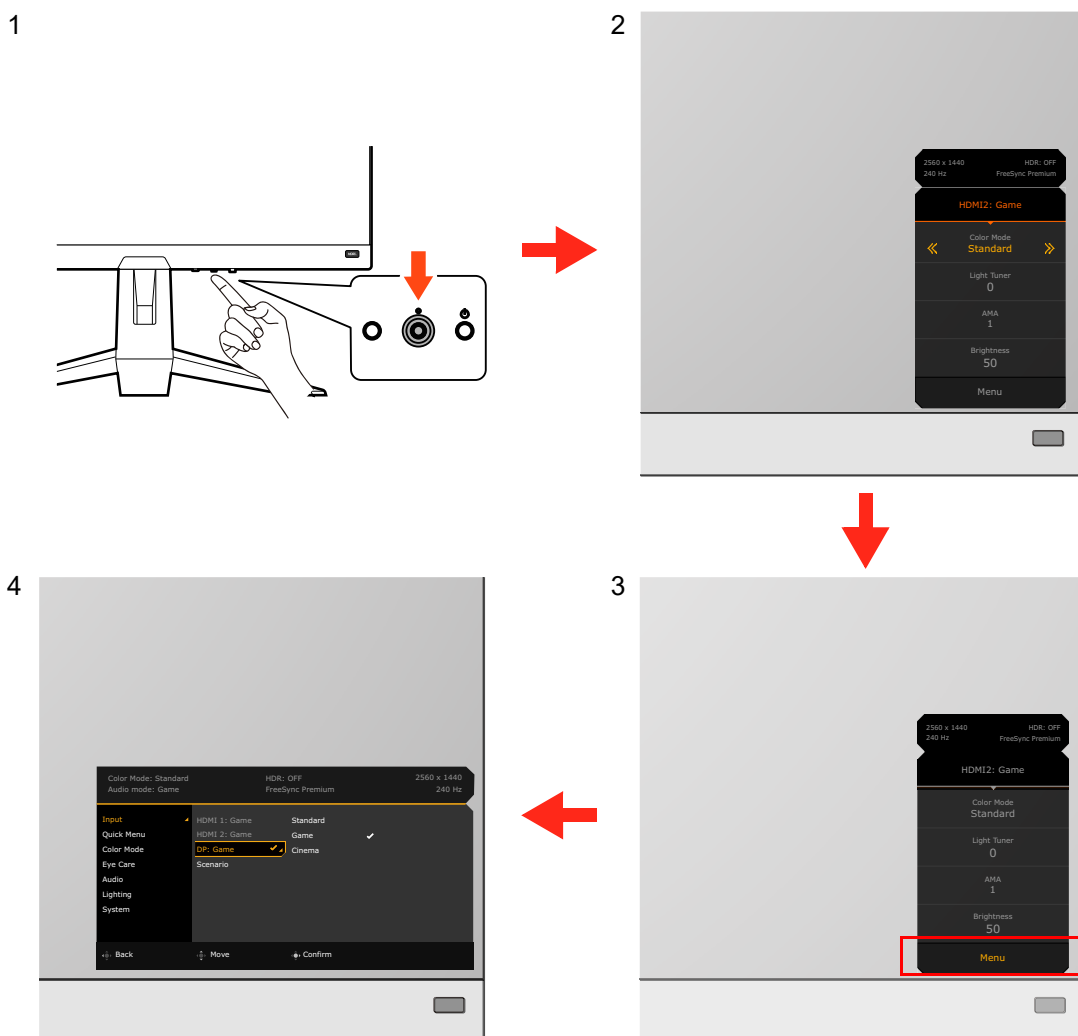 1
2
2560 x 1440 HDR: OFF
240 Hz FreeSync Premium
HDMI2: Game
Color Mode
Standard
Light Tuner
0
AMA
1
Brightness
50
Menu
3
2560 x 1440 HDR: OFF
240 Hz FreeSync Premium
HDMI2: Game
Color Mode
Standard
Light Tuner
0
AMA
1
Brightness
50
Menu
4
Color Mode: Standard HDR: OFF 2560 x 1440
Audio mode: Game FreeSync Premium 240 Hz
Input HDMI 1: Game Standard
Quick Menu HDMI 2: Game Game
Color Mode DP: Game Cinema
Eye Care Scenario
Audio
Lighting
System
Back Move Confirm